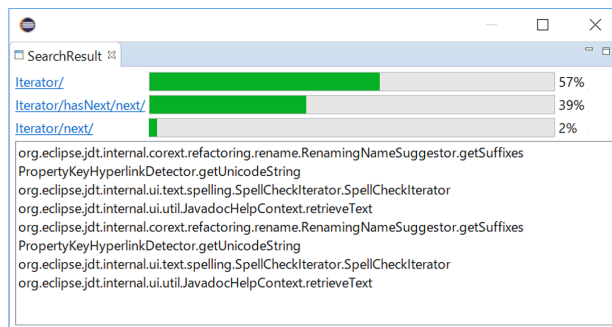 SearchResult
Iterator/ 57%
Iterator/hasNext/next/ 39%
Iterator/next/ 2%
org.eclipse.jdt.internal.corext.refactoring.rename.RenamingNameSuggestor.getSuffixes
PropertyKeyHyperlinkDetector.getUnicodeString
org.eclipse.jdt.internal.ui.text.spelling.SpellCheckIterator.SpellCheckIterator
org.eclipse.jdt.internal.ui.util.JavadocHelpContext.retrieveText
org.eclipse.jdt.internal.corext.refactoring.rename.RenamingNameSuggestor.getSuffixes
PropertyKeyHyperlinkDetector.getUnicodeString
org.eclipse.jdt.internal.ui.text.spelling.SpellCheckIterator.SpellCheckIterator
org.eclipse.jdt.internal.ui.util.JavadocHelpContext.retrieveText